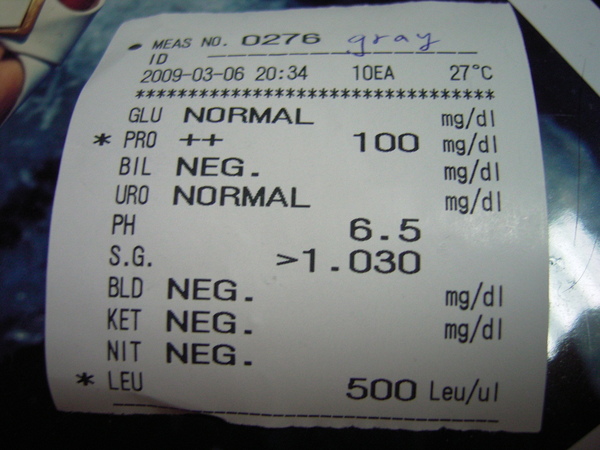 MEAS NO. 0276 gray
ID
2009-03-06 20:34 10EA 27°C
****************************************
GLU NORMAL mg/dl
* PRO ++ 100 mg/dl
BIL NEG. mg/dl
URO NORMAL mg/dl
PH 6.5
S.G. >1.030
BLD NEG. mg/dl
KET NEG. mg/dl
NIT NEG.
* LEU 500 Leu/ul